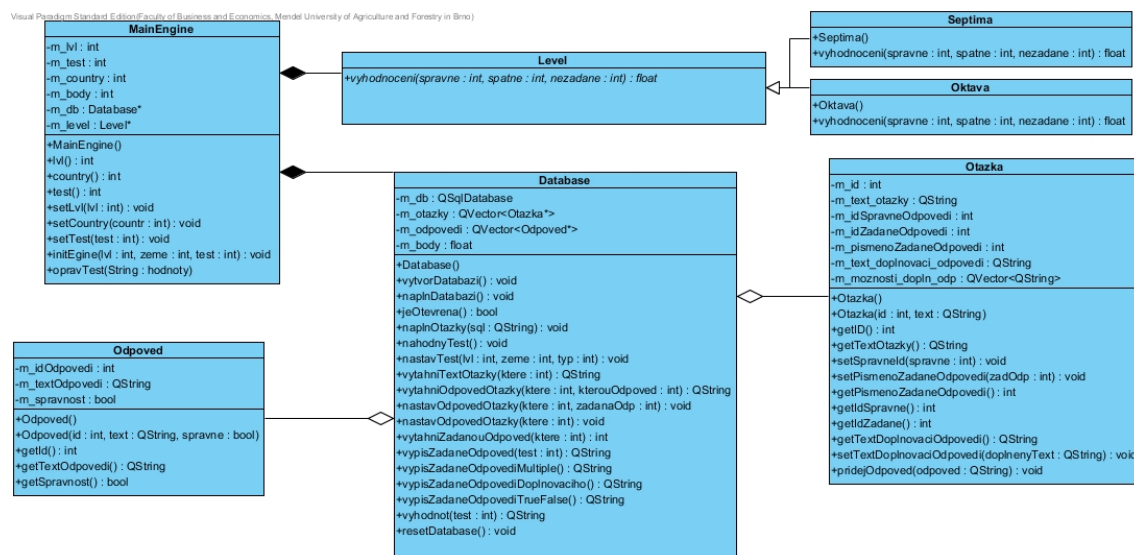 Visual Paradigm Standard Edition(Faculty of Business and Economics, Mendel University of Agriculture and Forestry in Brno)
MainEngine
-m_lvl : int
-m_test : int
-m_country : int
-m_body : int
-m_db : Database*
-m_level : Level*
+MainEngine()
+lvl() : int
+country() : int
+test() : int
+setLvl(lvl : int) : void
+setCountry(countr : int) : void
+setTest(test : int) : void
+initEgine(lvl : int, zeme : int, test : int) : void
+opravTest(String : hodnoty)
Level
+vyhodnoceni(spravne : int, spatne : int, nezadane : int) : float
Septima
+Septima()
+vyhodnoceni(spravne : int, spatne : int, nezadane : int) : float
Oktava
+Oktava()
+vyhodnoceni(spravne : int, spatne : int, nezadane : int) : float
Database
-m_db : QSqlDatabase
-m_otazky : QVector<Otazka*>
-m_odpovedi : QVector<Odpoved*>
-m_body : float
+Database()
+vytvorDatabazi() : void
+naplnDatabazi() : void
+jeOtevrena() : bool
+naplnOtazky(sql : QString) : void
+nahodnyTest() : void
+nastavTest(lvl : int, zeme : int, typ : int) : void
+vytahniTextOtazky(ktere : int) : QString
+vytahniOdpovedOtazky(ktere : int, kterouOdpoved : int) : QString
+nastavOdpovedOtazky(ktere : int, zadanaOdp : int) : void
+nastavOdpovedOtazky(ktere : int) : void
+vytahniZadanouOdpoved(ktere : int) : int
+vypisZadaneOdpoved(test : int) : QString
+vypisZadaneOdpovediMultiple() : QString
+vypisZadaneOdpovediDoplnovaciho() : QString
+vypisZadaneOdpovediTrueFalse() : QString
+vyhodnot(test : int) : QString
+resetDatabase() : void
Otazka
-m_id : int
-m_text_otazky : QString
-m_idSpravneOdpovedi : int
-m_idZadaneOdpovedi : int
-m_pismenoZadaneOdpovedi : int
-m_text_doplnovaci_odpovedi : QString
-m_moznosti_dopln_odp : QVector<QString>
+Otazka()
+Otazka(id : int, text : QString)
+getID() : int
+getTextOtazky() : QString
+setSpravneId(spravne : int) : void
+setPismenoZadaneOdpovedi(zadOdp : int) : void
+getPismenoZadaneOdpovedi() : int
+getIdSpravne() : int
+getIdZadane() : int
+getTextDoplnovaciOdpovedi() : QString
+setTextDoplnovaciOdpovedi(doplnenyText : QString) : void
+pridejOdpoved(odpoved : QString) : void
Odpoved
-m_idOdpovedi : int
-m_textOdpovedi : QString
-m_spravnost : bool
+Odpoved()
+Odpoved(id : int, text : QString, spravne : bool)
+getId() : int
+getTextOdpovedi() : QString
+getSpravnost() : bool